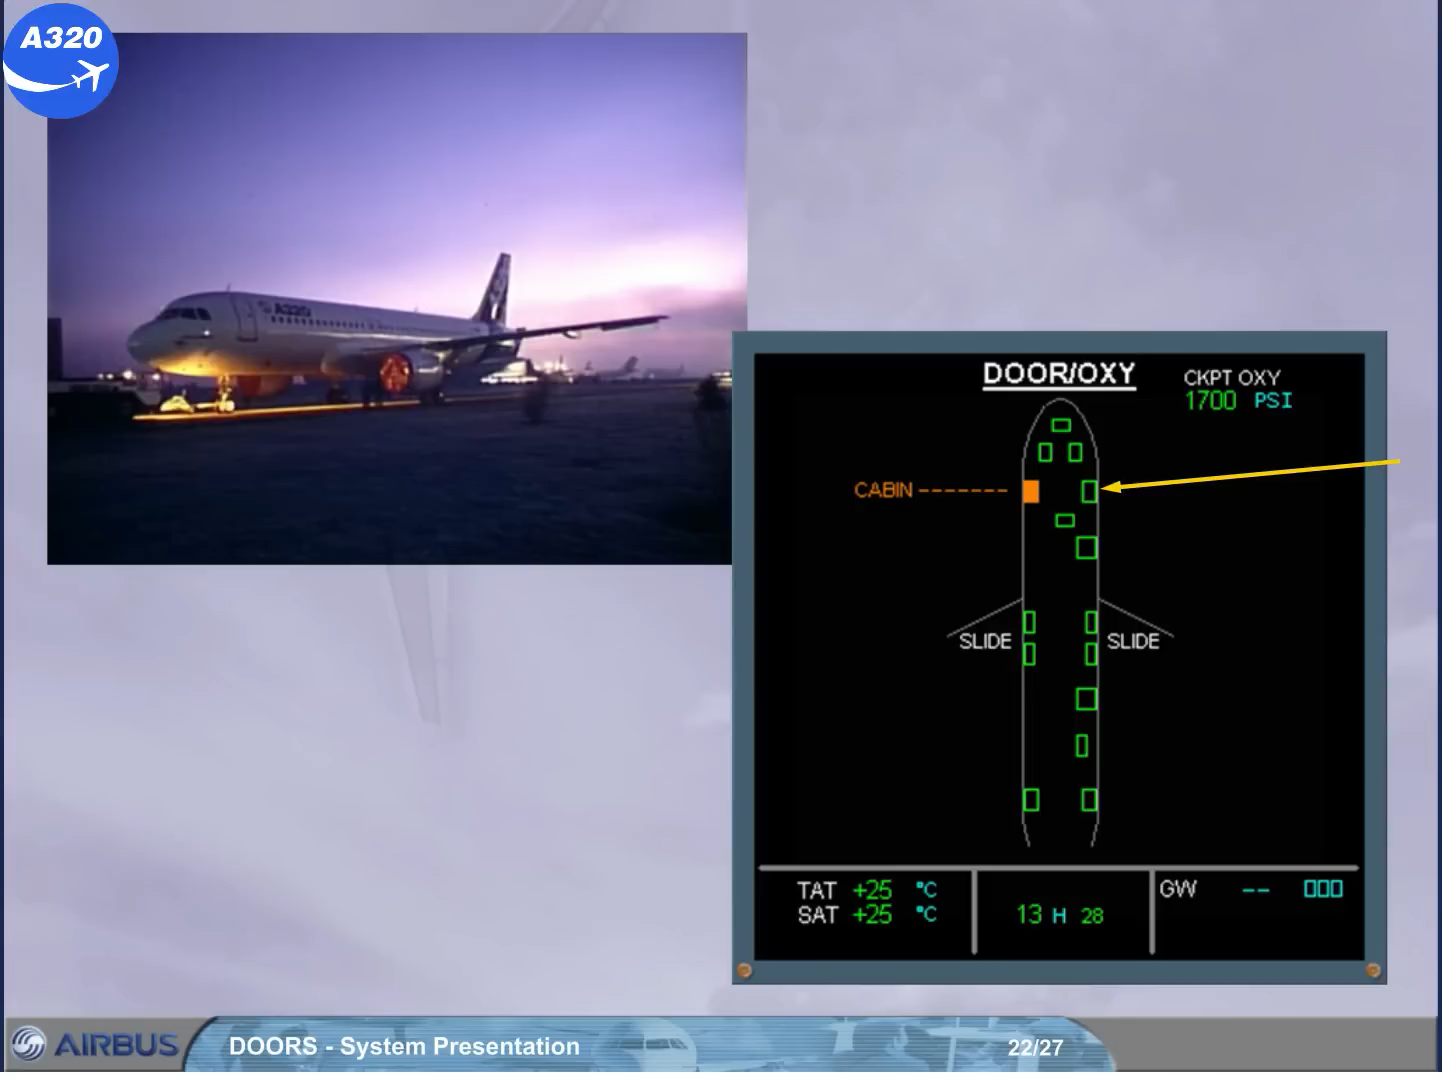 A320
A320
DOOR/OXY
CKPT OXY
1700 PSI
CABIN -------
SLIDE SLIDE
TAT +25 °C
SAT +25 °C
13 H 28
GW --
AIRBUS
DOORS - System Presentation
22/27